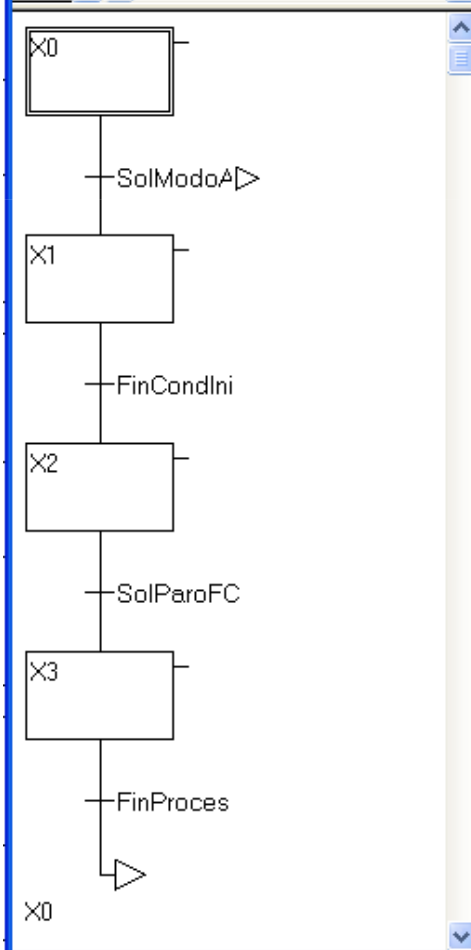 X0
SolModoA
X1
FinCondIni
X2
SolParoFC
X3
FinProces
X0